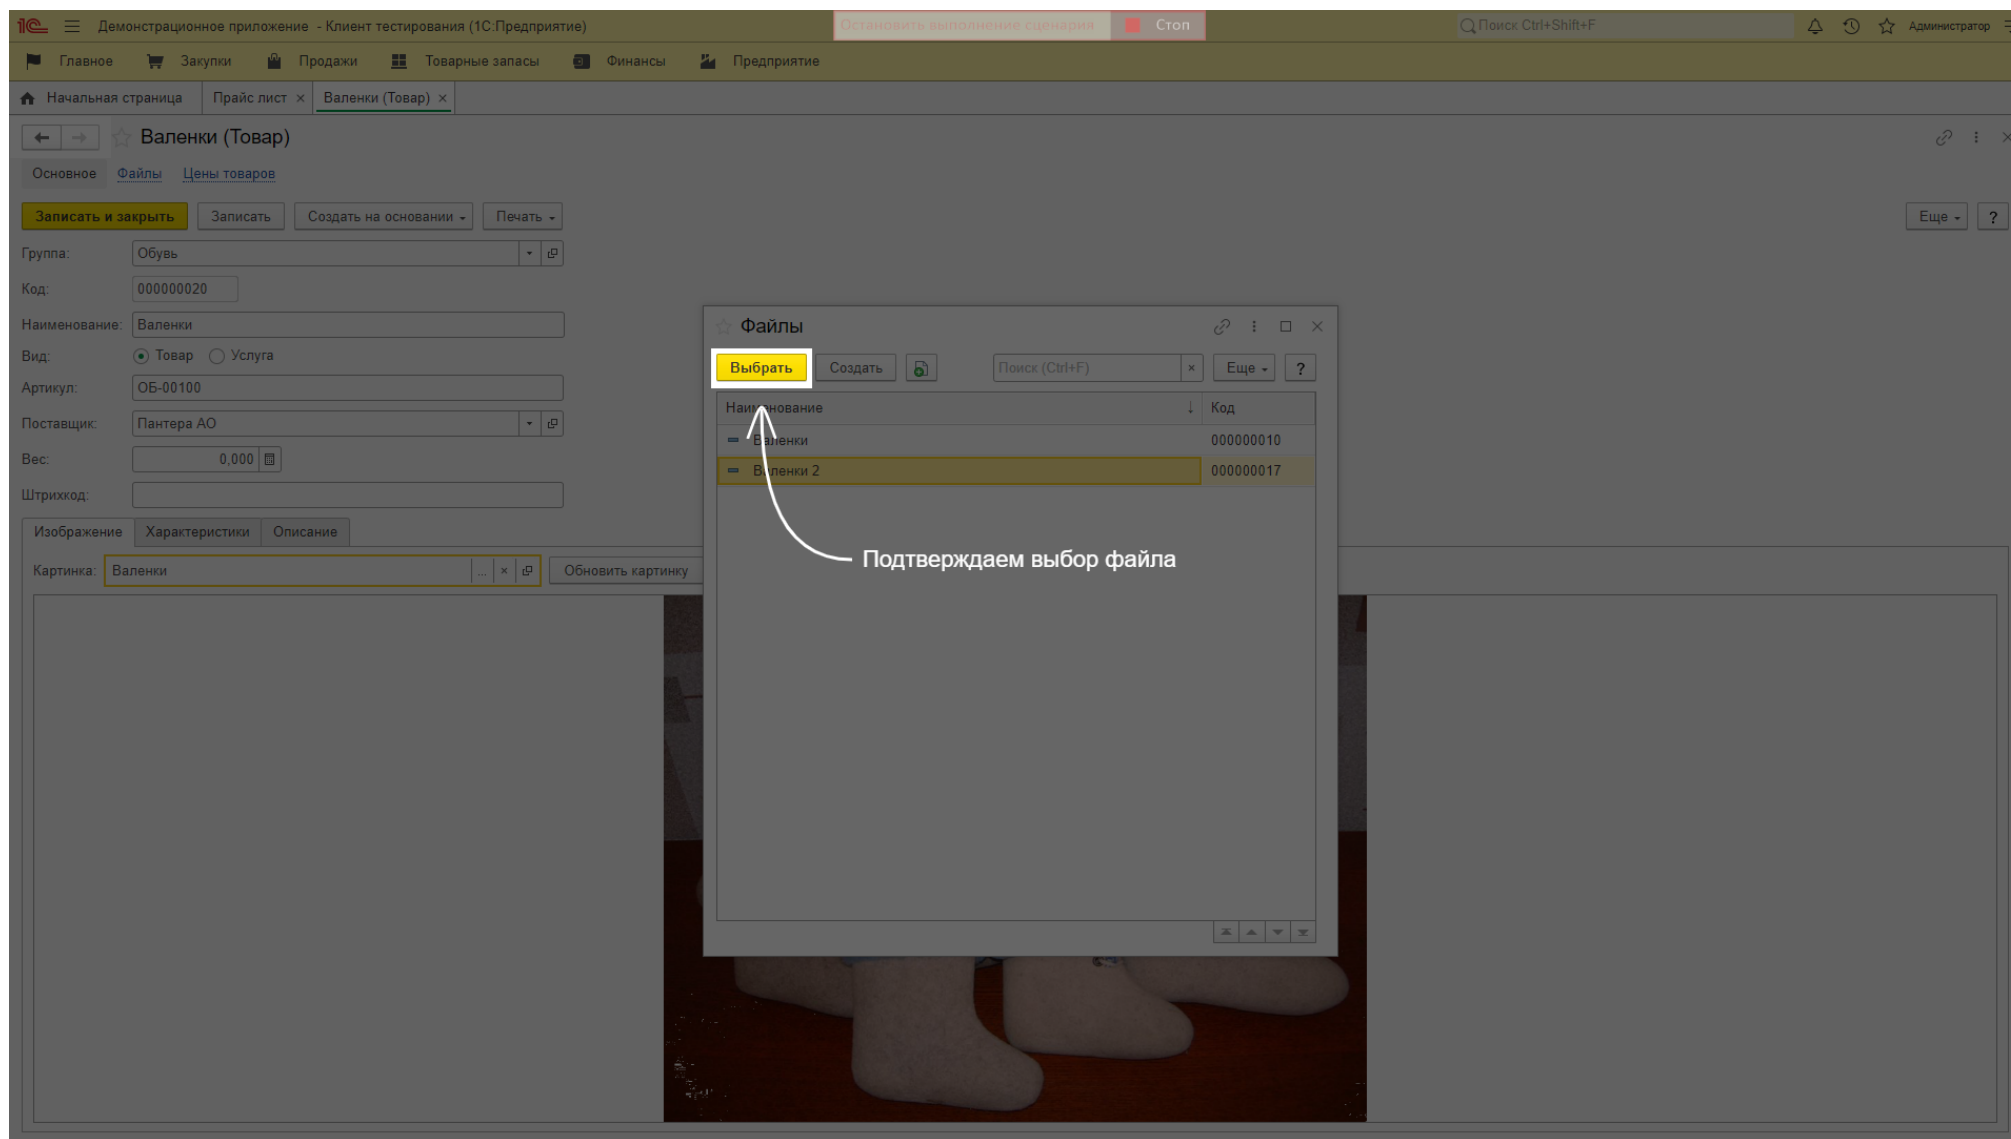 Демонстрационное приложение - Клиент тестирования (1С:Предприятие)
Остановить выполнение сценария Стоп
Поиск Ctrl+Shift+F
Администратор
Главное Закупки Продажи Товарные запасы Финансы Предприятие
Начальная страница Прайс лист × Валенки (Товар) ×
Валенки (Товар)
Основное Файлы Цены товаров
Записать и закрыть Записать Создать на основании Печать Еще ?
Группа: Обувь
Код: 000000020
Наименование: Валенки
Вид: Товар Услуга
Артикул: ОБ-00100
Поставщик: Пантера АО
Вес: 0,000
Штрихкод:
Изображение Характеристики Описание
Картинка: Валенки ... × Обновить картинку
Файлы
Выбрать Создать Поиск (Ctrl+F) × Еще ?
Наименование ↓ Код
Валенки 000000010
Валенки 2 000000017
Подтверждаем выбор файла